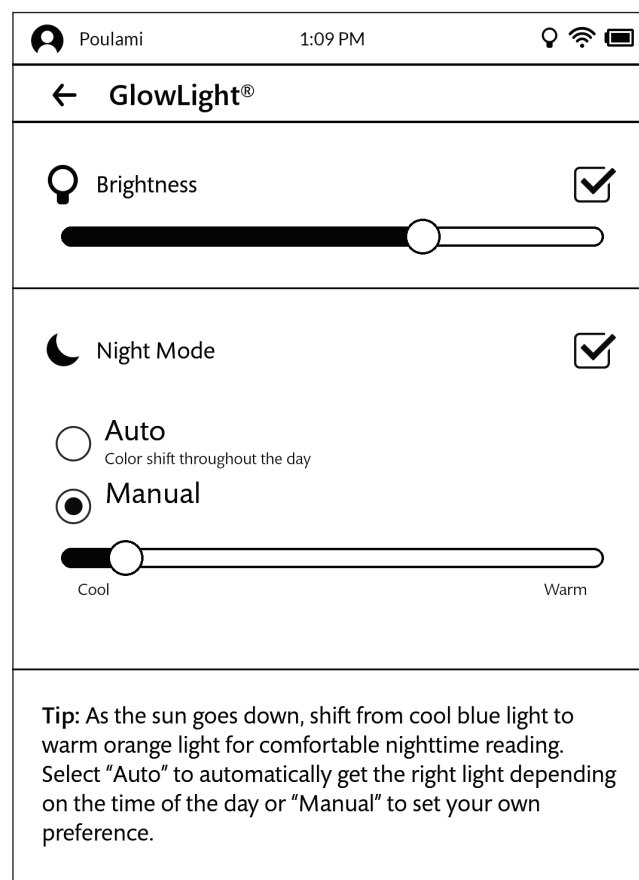 Poulami 1:09 PM
GlowLight®
Brightness
Night Mode
Auto
Color shift throughout the day
Manual
Cool Warm
Tip: As the sun goes down, shift from cool blue light to
warm orange light for comfortable nighttime reading.
Select “Auto” to automatically get the right light depending
on the time of the day or “Manual” to set your own
preference.